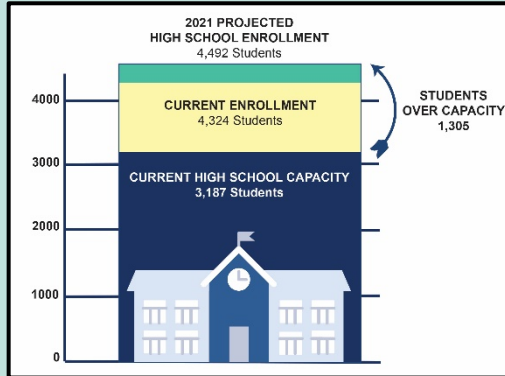 2021 PROJECTED
HIGH SCHOOL ENROLLMENT
4,492 Students
4000
CURRENT ENROLLMENT
4,324 Students
STUDENTS
OVER CAPACITY
1,305
3000
CURRENT HIGH SCHOOL CAPACITY
3,187 Students
2000
1000
0